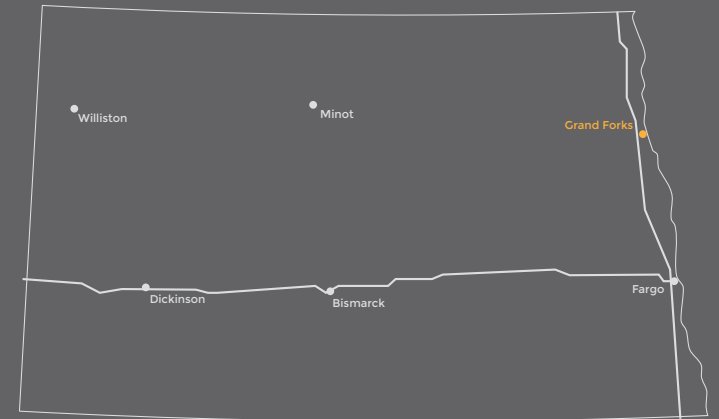 Williston
Minot
Grand Forks
Dickinson
Bismarck
Fargo